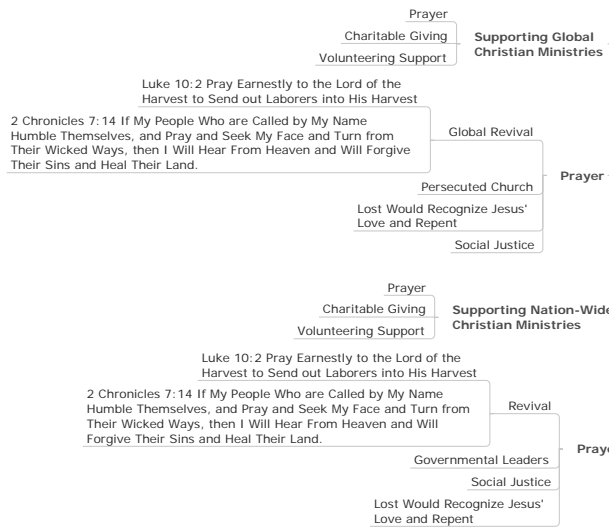 Prayer
Charitable Giving
Volunteering Support
Supporting Global
Christian Ministries
Luke 10:2 Pray Earnestly to the Lord of the
Harvest to Send out Laborers into His Harvest
2 Chronicles 7:14 If My People Who are Called by My Name
Humble Themselves, and Pray and Seek My Face and Turn from
Their Wicked Ways, then I Will Hear From Heaven and Will Forgive
Their Sins and Heal Their Land.
Global Revival
Persecuted Church
Lost Would Recognize Jesus'
Love and Repent
Social Justice
Prayer
Prayer
Charitable Giving
Volunteering Support
Supporting Nation-Wide
Christian Ministries
Luke 10:2 Pray Earnestly to the Lord of the
Harvest to Send out Laborers into His Harvest
2 Chronicles 7:14 If My People Who are Called by My Name
Humble Themselves, and Pray and Seek My Face and Turn from
Their Wicked Ways, then I Will Hear From Heaven and Will
Forgive Their Sins and Heal Their Land.
Revival
Governmental Leaders
Social Justice
Lost Would Recognize Jesus'
Love and Repent
Praye